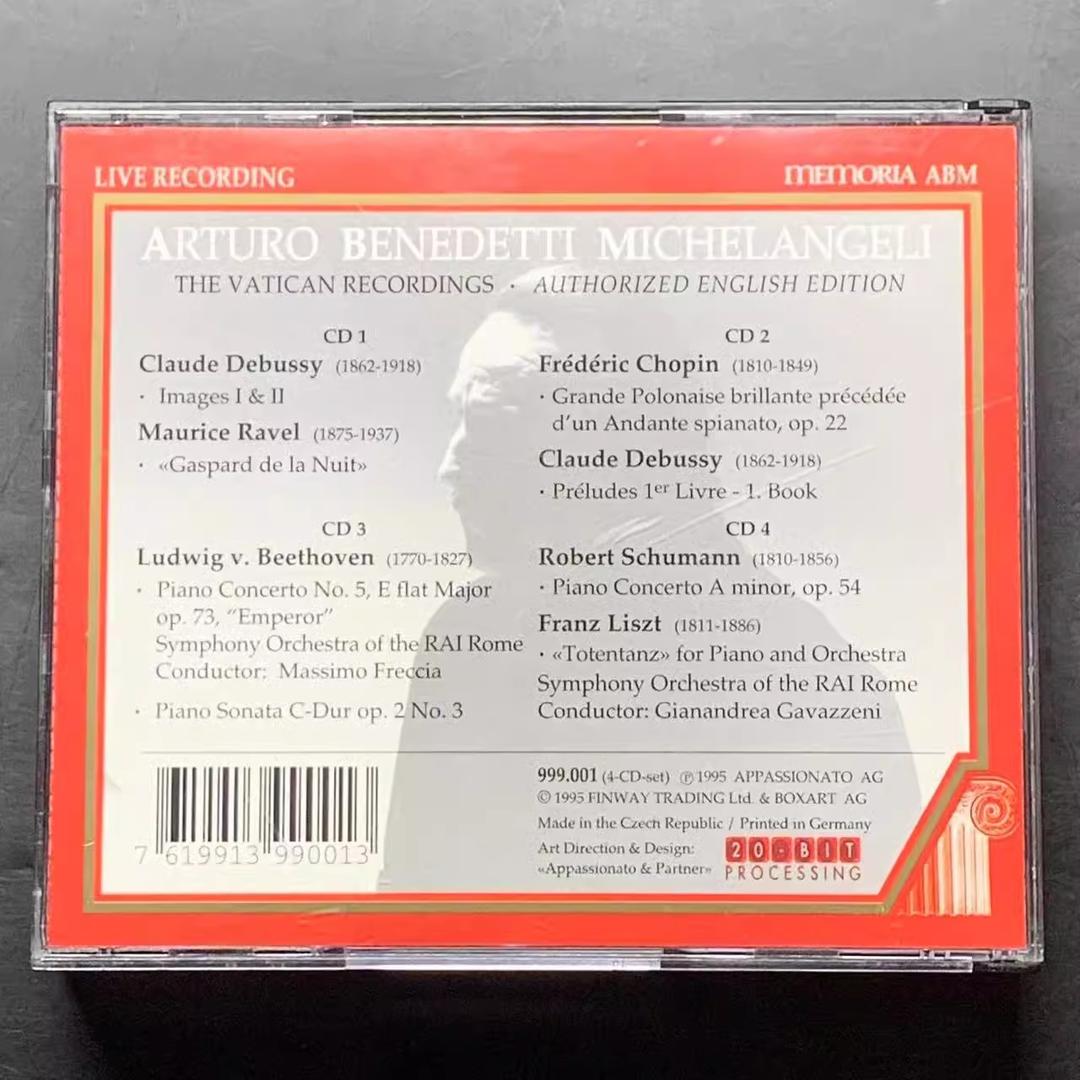 LIVE RECORDING
MEMORIA ABM
ARTURO BENEDETTI MICHELANGELI
THE VATICAN RECORDINGS · AUTHORIZED ENGLISH EDITION
CD 1
Claude Debussy (1862-1918)
· Images I & II
Maurice Ravel (1875-1937)
· «Gaspard de la Nuit»
CD 2
Frédéric Chopin (1810-1849)
· Grande Polonaise brillante précédée
d'un Andante spianato, op. 22
Claude Debussy (1862-1918)
· Préludes 1er Livre - 1. Book
CD 3
Ludwig v. Beethoven (1770-1827)
· Piano Concerto No. 5, E flat Major
op. 73, "Emperor"
Symphony Orchestra of the RAI Rome
Conductor: Massimo Freccia
· Piano Sonata C-Dur op. 2 No. 3
CD 4
Robert Schumann (1810-1856)
· Piano Concerto A minor, op. 54
Franz Liszt (1811-1886)
· «Totentanz» for Piano and Orchestra
Symphony Orchestra of the RAI Rome
Conductor: Gianandrea Gavazzeni
7 619913 990013
999.001 (4-CD-set) ℗ 1995 APPASSIONATO AG
© 1995 FINWAY TRADING Ltd. & BOXART AG
Made in the Czech Republic / Printed in Germany
Art Direction & Design:
«Appassionato & Partner»
20-BIT
PROCESSING